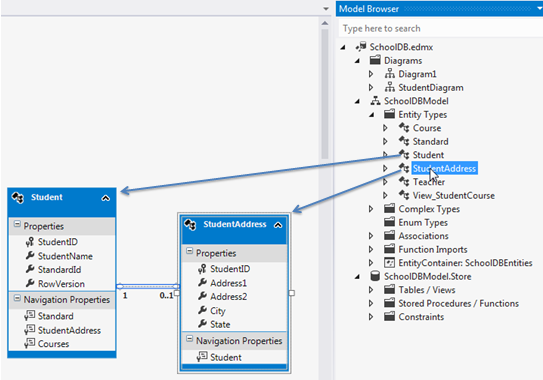 Model Browser
Type here to search
SchoolDB.edmx
Diagrams
Diagram1
StudentDiagram
SchoolDBModel
Entity Types
Course
Standard
Student
StudentAddress
Teacher
View_StudentCourse
Complex Types
Enum Types
Associations
Function Imports
EntityContainer: SchoolDBEntities
SchoolDBModel.Store
Tables / Views
Stored Procedures / Functions
Constraints
Student
Properties
StudentID
StudentName
StandardId
RowVersion
Navigation Properties
Standard
StudentAddress
Courses
1
0..1
StudentAddress
Properties
StudentID
Address1
Address2
City
State
Navigation Properties
Student